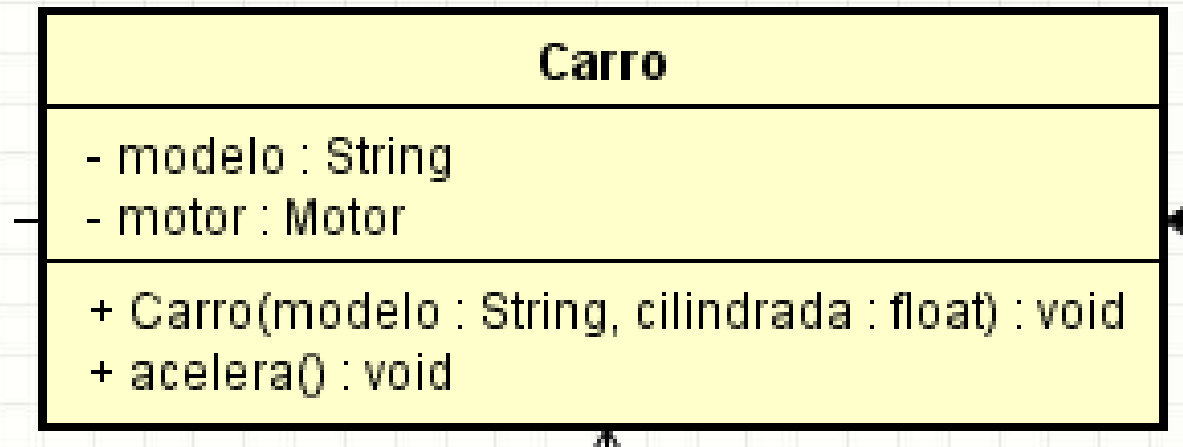 Carro
- modelo : String
- motor : Motor
+ Carro(modelo : String, cilindrada : float) : void
+ acelera() : void